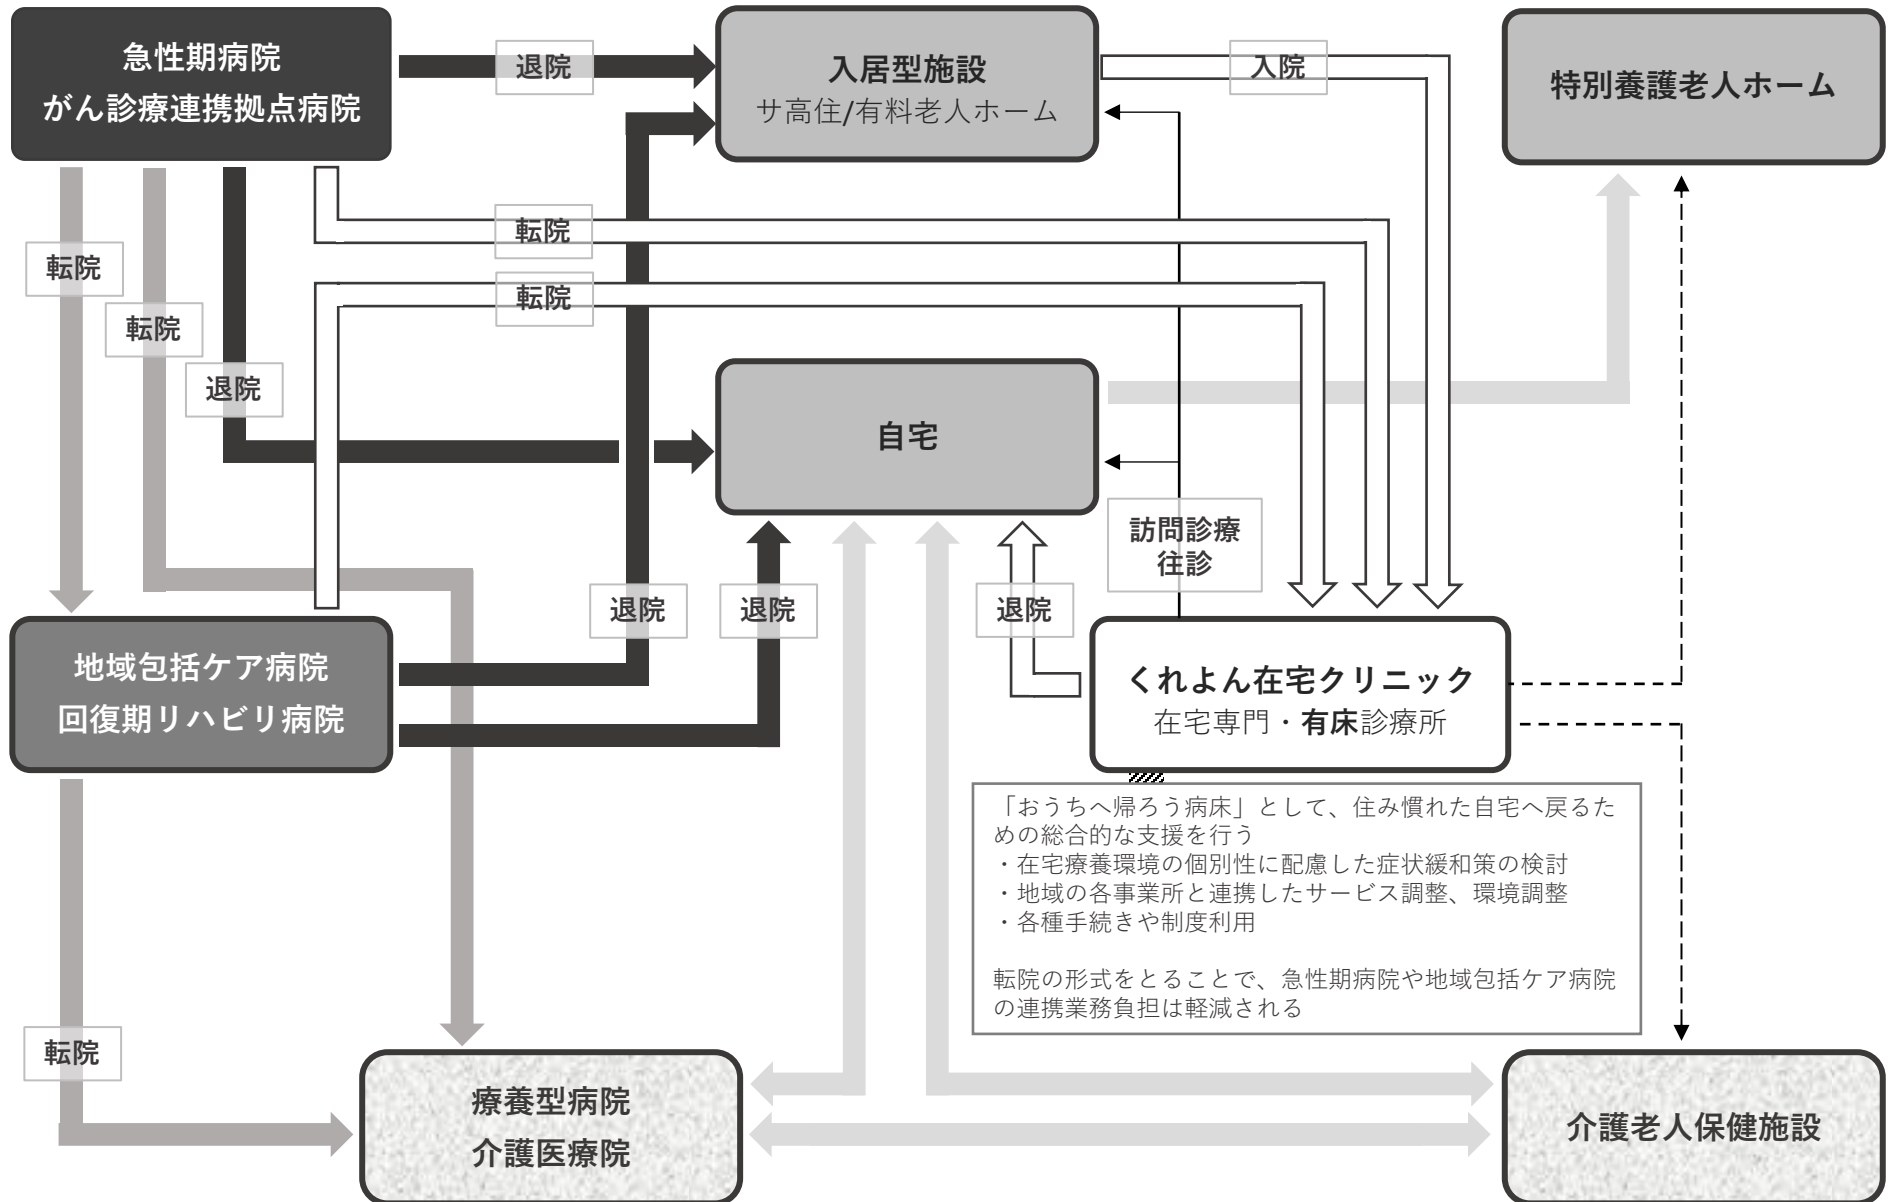 急性期病院
がん診療連携拠点病院
退院
入居型施設
サ高住/有料老人ホーム
入院
特別養護老人ホーム
転院
転院
転院
転院
退院
自宅
訪問診療
往診
退院
退院
退院
地域包括ケア病院
回復期リハビリ病院
くれよん在宅クリニック
在宅専門・有床診療所
「おうちへ帰ろう病床」として、住み慣れた自宅へ戻るた
めの総合的な支援を行う
・在宅療養環境の個別性に配慮した症状緩和策の検討
・地域の各事業所と連携したサービス調整、環境調整
・各種手続きや制度利用
転院の形式をとることで、急性期病院や地域包括ケア病院
の連携業務負担は軽減される
転院
療養型病院
介護医療院
介護老人保健施設